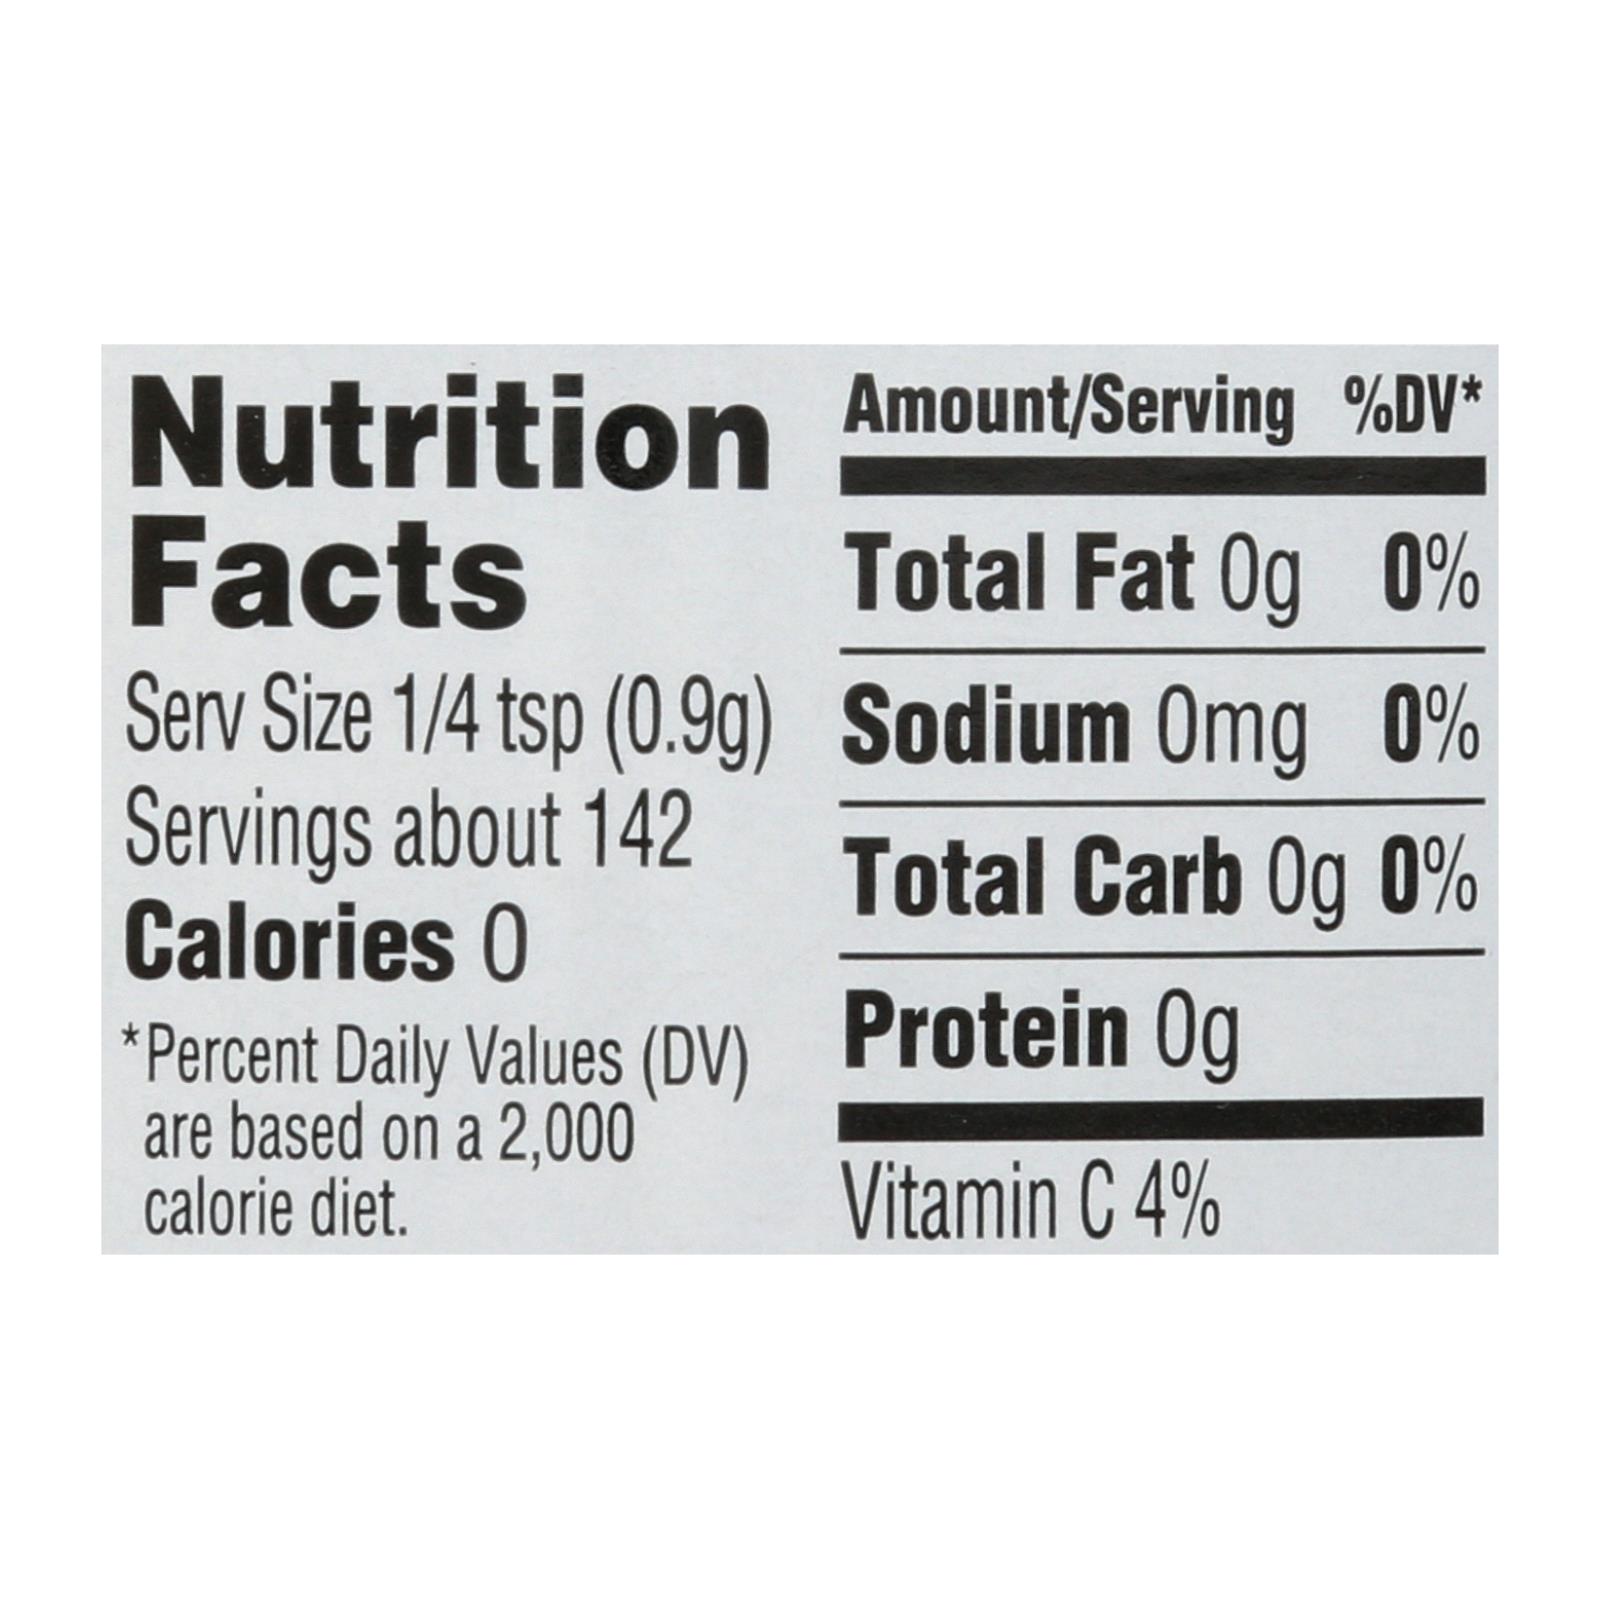 Nutrition
Facts
Serv Size 1/4 tsp (0.9g)
Servings about 142
Calories 0
*Percent Daily Values (DV)
are based on a 2,000
calorie diet.
Amount/Serving %DV*
Total Fat 0g 0%
Sodium 0mg 0%
Total Carb 0g 0%
Protein 0g
Vitamin C 4%